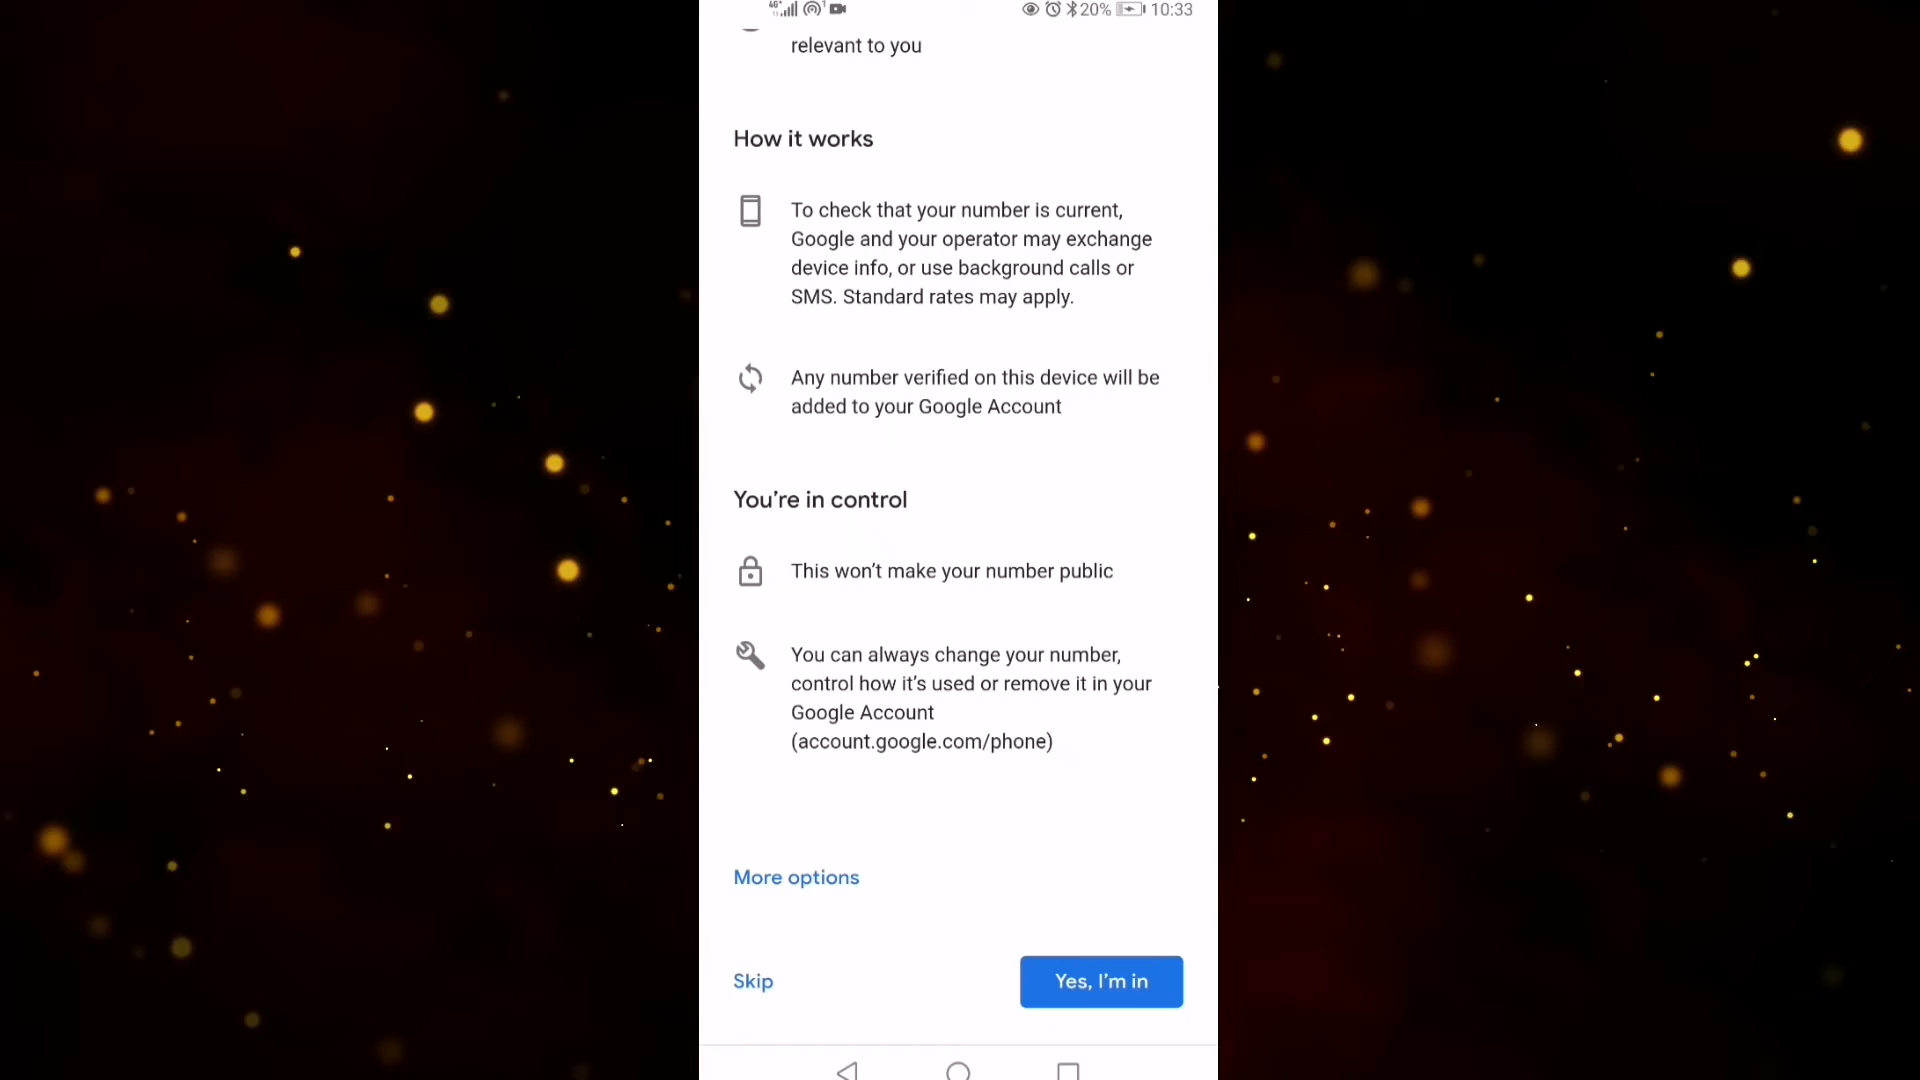 4G+ 1 20% 10:33
relevant to you
How it works
To check that your number is current,
Google and your operator may exchange
device info, or use background calls or
SMS. Standard rates may apply.
Any number verified on this device will be
added to your Google Account
You’re in control
This won’t make your number public
You can always change your number,
control how it’s used or remove it in your
Google Account
(account.google.com/phone)
More options
Skip
Yes, I’m in